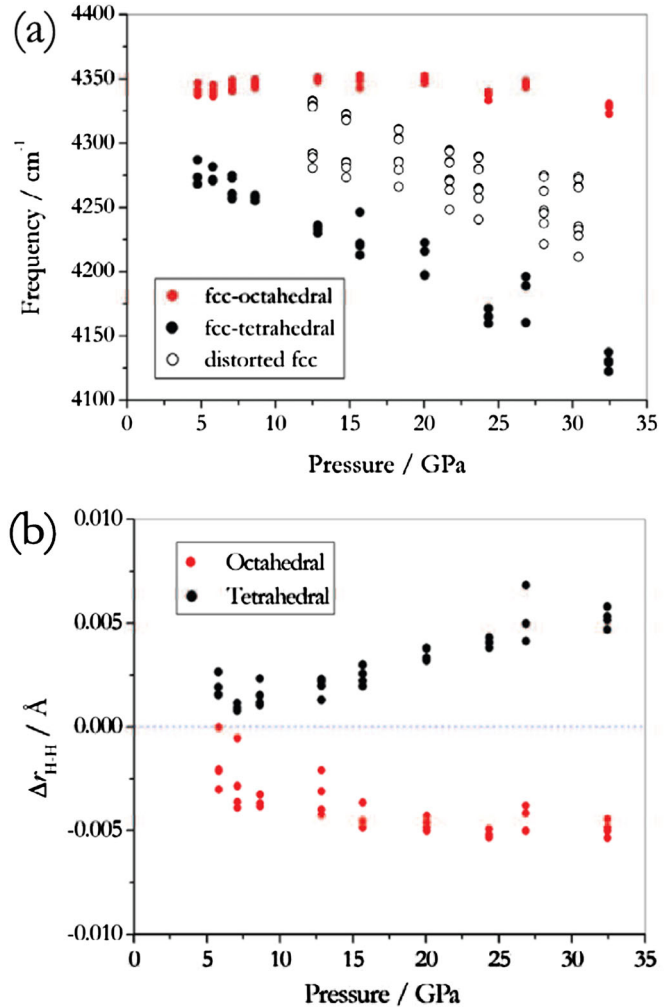 (a)
4400
4350
4300
4250
4200
4150
4100
Frequency / cm-1
fcc-octahedral
fcc-tetrahedral
distorted fcc
0 5 10 15 20 25 30 35
Pressure / GPa
(b)
0.010
0.005
0.000
-0.005
-0.010
ΔrH-H / Å
Octahedral
Tetrahedral
0 5 10 15 20 25 30 35
Pressure / GPa